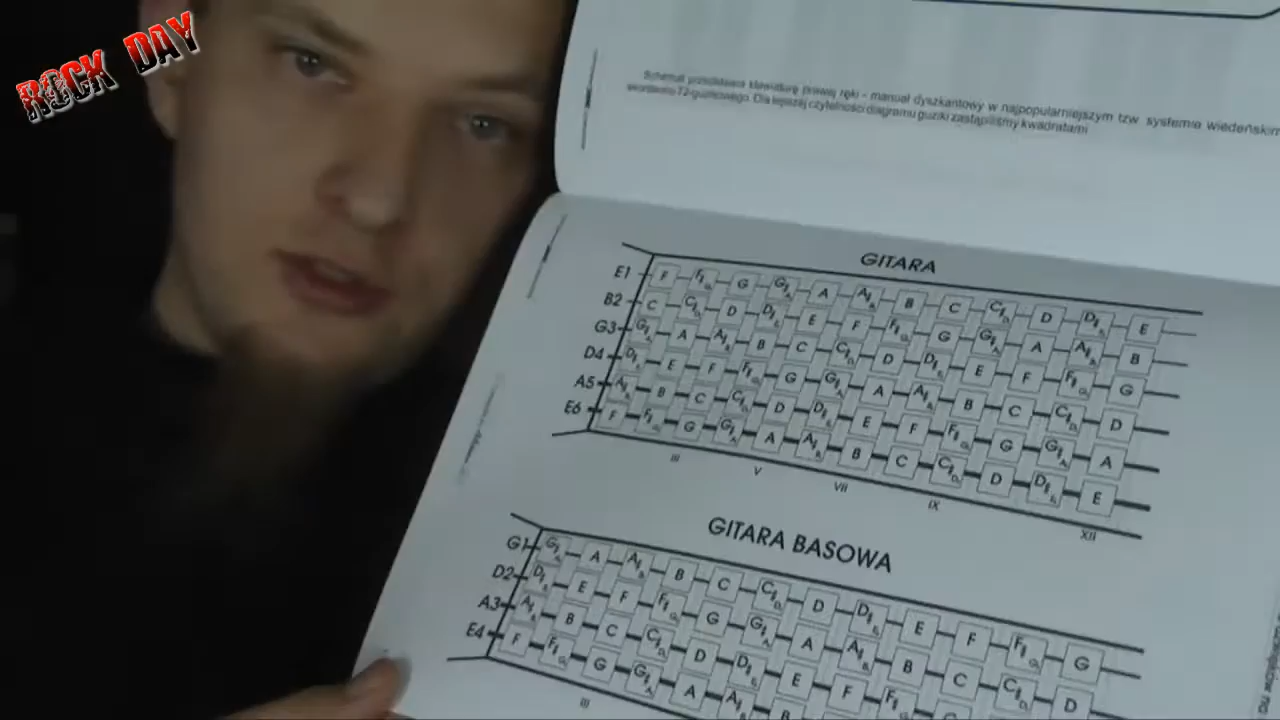 ROCK DAY
Schemat przedstawia klawiaturę prawej ręki - manuał dyszkantowy w najpopularniejszym tzw systemie wiedeńskim
Dla lepszej czytelności diagramu guziki zastąpiliśmy kwadratami
GITARA
E1 F F# G G# A A# B C C# D D# E
B2 C C# D D# E F F# G G# A A# B
G3 G# A A# B C C# D D# E F F# G
D4 D# E F F# G G# A A# B C C# D
A5 A# B C C# D D# E F F# G G# A
E6 F F# G G# A A# B C C# D D# E
III V VII IX XII
GITARA BASOWA
G1 G# A A# B C C# D D# E F F# G
D2 D# E F F# G G# A A# B C C# D
A3 A# B C C# D D# E F F#
E4 F F# G G# A A# B
III